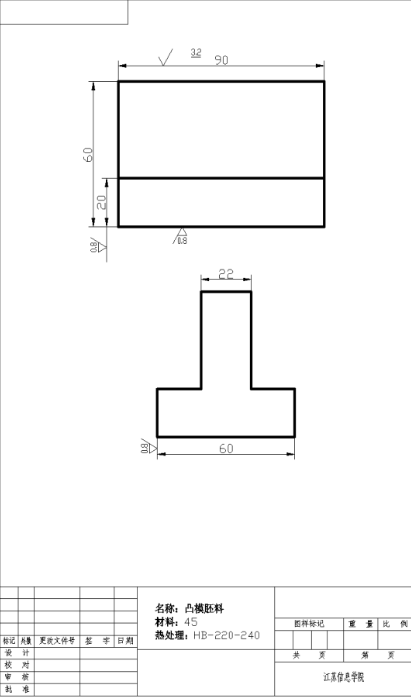 3.2
90
60
20
0.8
0.8
22
0.8
60
名称：凸模胚料
材料：45
热处理：HB-220-240
标记 处数 更改文件号 签 字 日期
设 计
校 对
审 核
批 准
图样标记 重 量 比 例
共 页 第 页
江苏信息学院